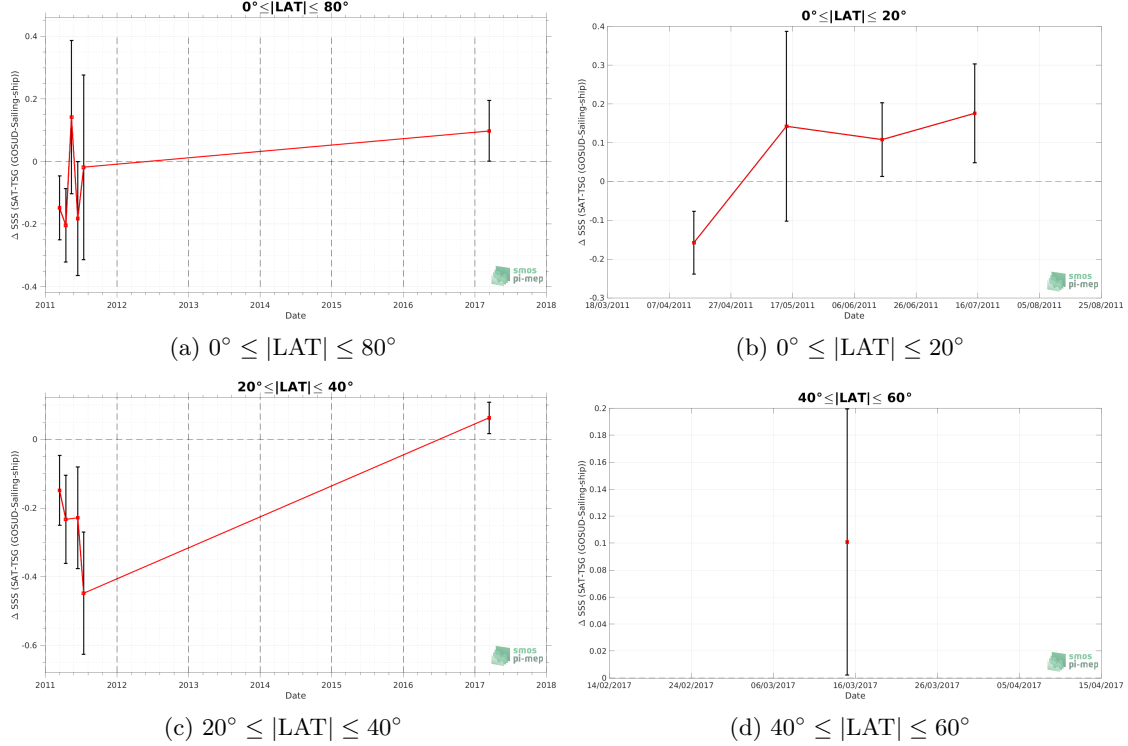 0°≤|LAT|≤ 80°
Δ SSS (SAT-TSG (GOSUD-Sailing-ship))
0.4
0.2
0
-0.2
-0.4
2011 2012 2013 2014 2015 2016 2017 2018
Date
smos
pi-mep
(a) 0° ≤ |LAT| ≤ 80°
0°≤|LAT|≤ 20°
Δ SSS (SAT-TSG (GOSUD-Sailing-ship))
0.4
0.3
0.2
0.1
0
-0.1
-0.2
-0.3
18/03/2011 07/04/2011 27/04/2011 17/05/2011 06/06/2011 26/06/2011 16/07/2011 05/08/2011 25/08/2011
Date
smos
pi-mep
(b) 0° ≤ |LAT| ≤ 20°
20°≤|LAT|≤ 40°
Δ SSS (SAT-TSG (GOSUD-Sailing-ship))
0
-0.2
-0.4
-0.6
2011 2012 2013 2014 2015 2016 2017 2018
Date
smos
pi-mep
(c) 20° ≤ |LAT| ≤ 40°
40°≤|LAT|≤ 60°
Δ SSS (SAT-TSG (GOSUD-Sailing-ship))
0.2
0.18
0.16
0.14
0.12
0.1
0.08
0.06
0.04
0.02
0
14/02/2017 24/02/2017 06/03/2017 16/03/2017 26/03/2017 05/04/2017 15/04/2017
Date
smos
pi-mep
(d) 40° ≤ |LAT| ≤ 60°